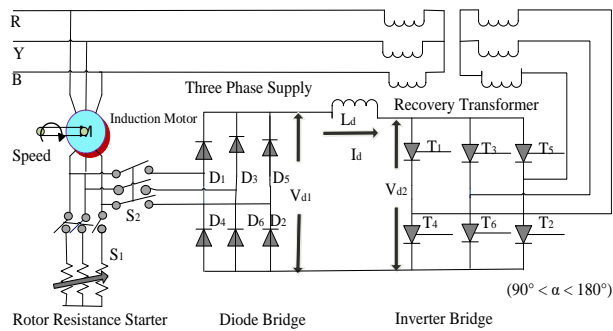 R
Y
B
Three Phase Supply
Recovery Transformer
Induction Motor
M
Speed
Ld
Id
D1
D3
D5
Vd1
Vd2
T1
T3
T5
S2
D4
D6
D2
T4
T6
T2
S1
(90° < α < 180°)
Rotor Resistance Starter
Diode Bridge
Inverter Bridge